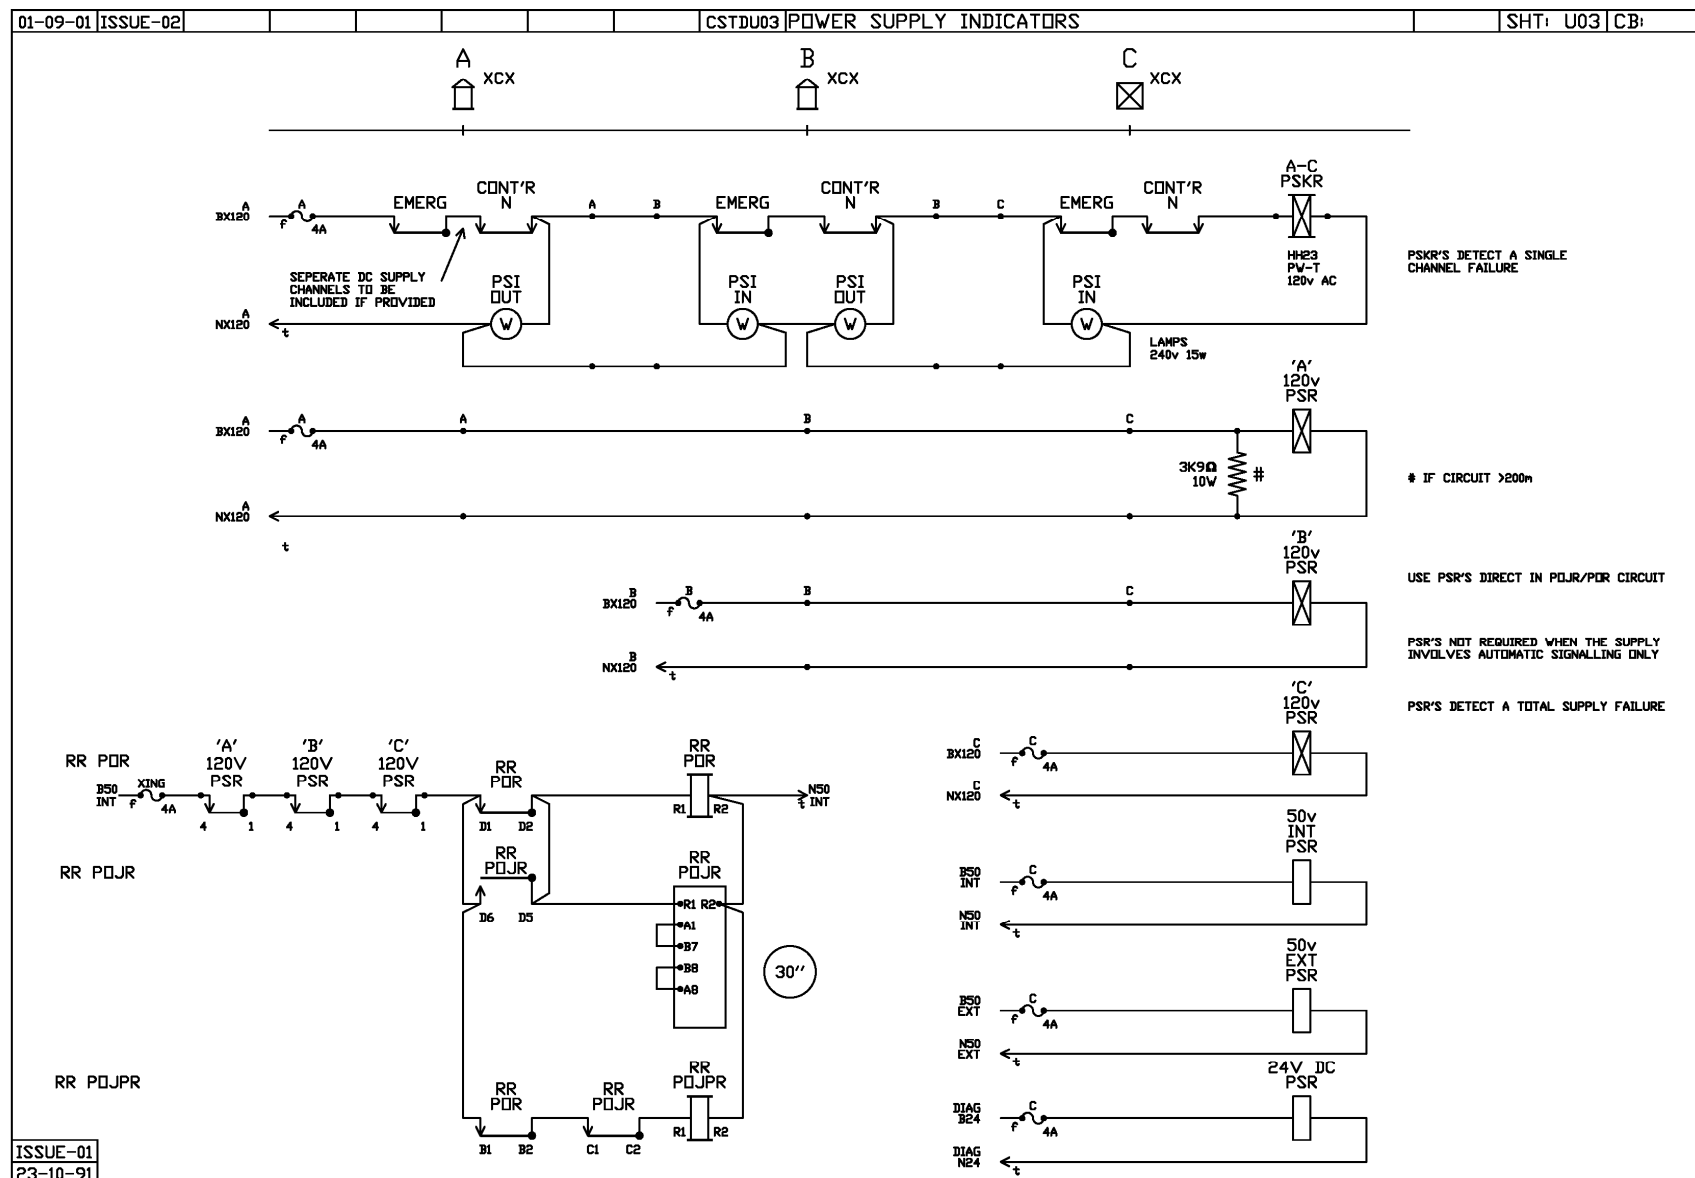 01-09-01 ISSUE-02 CSTDU03 POWER SUPPLY INDICATORS SHT: U03 CB:
A B C
XCX XCX XCX
A-C
PSKR
EMERG CONT'R
N
EMERG CONT'R
N
EMERG CONT'R
N
A
BX120
A
f 4A
A B B C
HH23
PW-T
120v AC
PSKR'S DETECT A SINGLE
CHANNEL FAILURE
SEPERATE DC SUPPLY
CHANNELS TO BE
INCLUDED IF PROVIDED
PSI
OUT
PSI
IN
PSI
OUT
PSI
IN
W W W W
A
NX120
t
LAMPS
240v 15w
'A'
120v
PSR
A
BX120
A
f 4A
A B C
3K9Ω
10W
#
# IF CIRCUIT >200m
A
NX120
t
'B'
120v
PSR
USE PSR'S DIRECT IN POJR/POR CIRCUIT
B
BX120
B
f 4A
B C
PSR'S NOT REQUIRED WHEN THE SUPPLY
INVOLVES AUTOMATIC SIGNALLING ONLY
B
NX120
t
'C'
120v
PSR
PSR'S DETECT A TOTAL SUPPLY FAILURE
C
BX120
C
f 4A
C
NX120
t
RR POR
B50
INT
XING
f 4A
'A'
120V
PSR
4 1
'B'
120V
PSR
4 1
'C'
120V
PSR
4 1
RR
POR
D1 D2
RR
POR
R1 R2
N50
INT
t
50v
INT
PSR
RR POJR
RR
POJR
D6 D5
RR
POJR
R1 R2
A1
B7
B8
A8
30''
B50
INT
C
f 4A
N50
INT
t
50v
EXT
PSR
B50
EXT
C
f 4A
N50
EXT
t
24V DC
PSR
RR POJPR
RR
POR
B1 B2
RR
POJR
C1 C2
RR
POJPR
R1 R2
DIAG
B24
C
f 4A
DIAG
N24
t
ISSUE-01
23-10-91